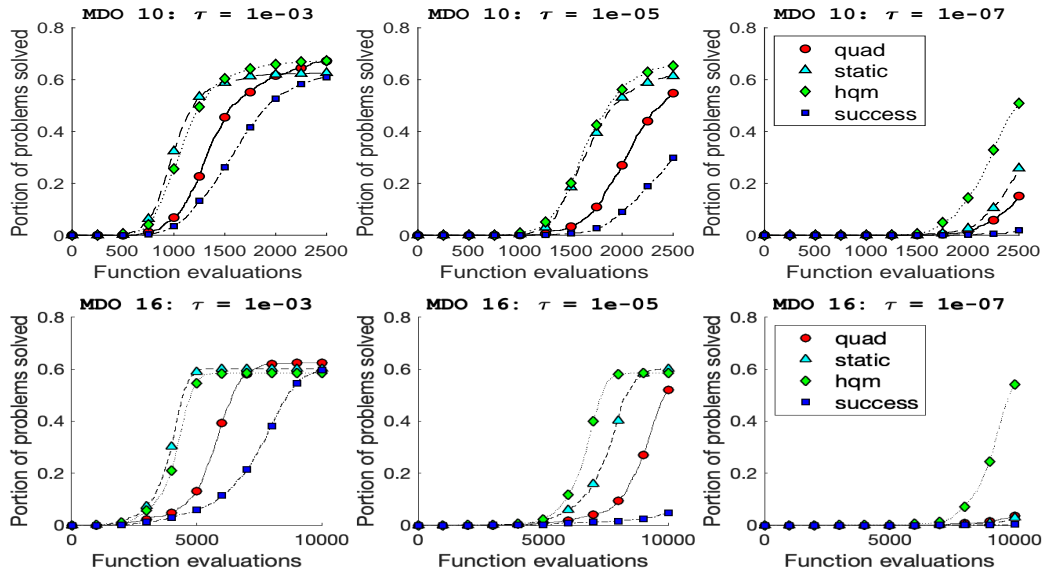 MDO 10: τ = 1e-03
MDO 10: τ = 1e-05
MDO 10: τ = 1e-07
Portion of problems solved
0.8
0.6
0.4
0.2
0
0 500 1000 1500 2000 2500
Function evaluations
Portion of problems solved
0.8
0.6
0.4
0.2
0
0 500 1000 1500 2000 2500
Function evaluations
Portion of problems solved
0.8
0.6
0.4
0.2
0
0 500 1000 1500 2000 2500
Function evaluations
quad
static
hqm
success
MDO 16: τ = 1e-03
MDO 16: τ = 1e-05
MDO 16: τ = 1e-07
Portion of problems solved
0.8
0.6
0.4
0.2
0
0 5000 10000
Function evaluations
Portion of problems solved
0.8
0.6
0.4
0.2
0
0 5000 10000
Function evaluations
Portion of problems solved
0.8
0.6
0.4
0.2
0
0 5000 10000
Function evaluations
quad
static
hqm
success